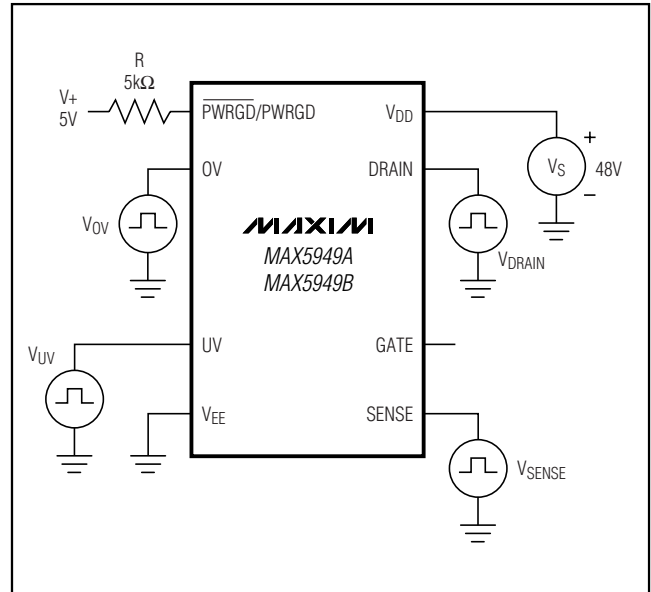 R
5kΩ
V+
5V
PWRGD/PWRGD
VDD
+
VS
48V
−
OV
DRAIN
VOV
MAXIM
MAX5949A
MAX5949B
VDRAIN
VUV
UV
GATE
VEE
SENSE
VSENSE